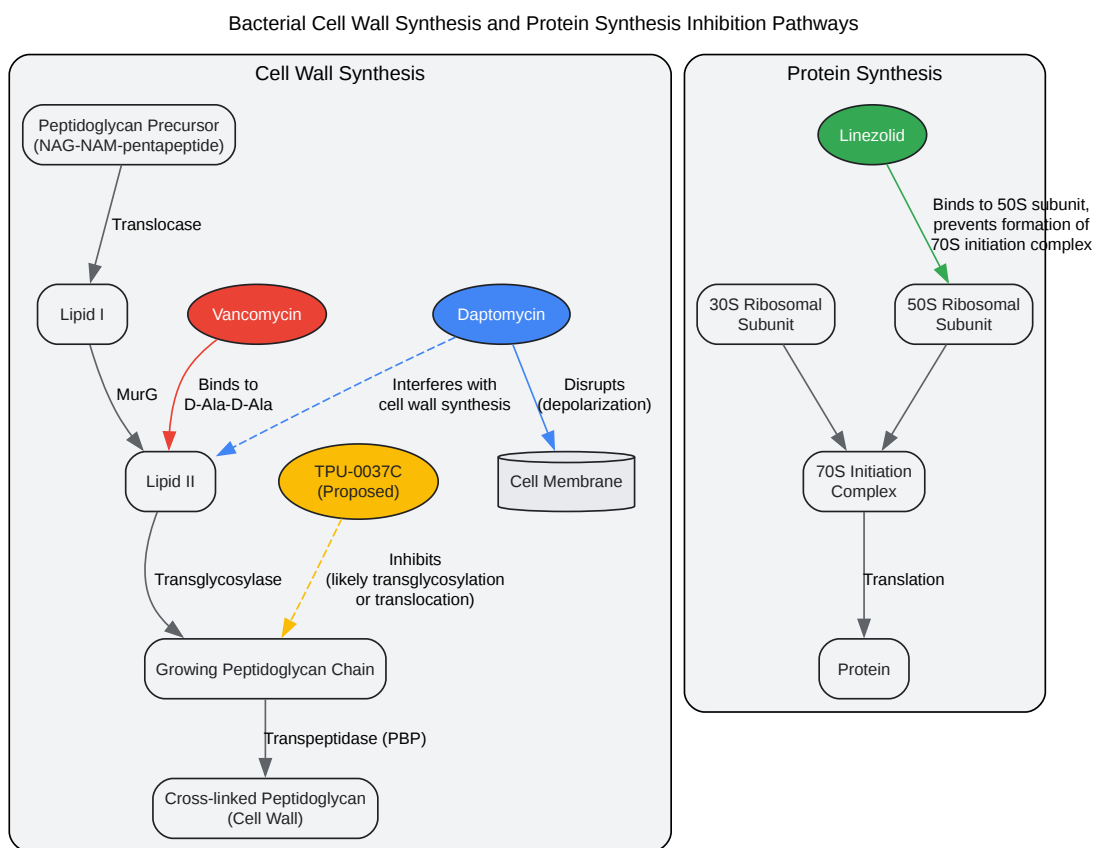 Bacterial Cell Wall Synthesis and Protein Synthesis Inhibition Pathways
Cell Wall Synthesis
Peptidoglycan Precursor
(NAG-NAM-pentapeptide)
Translocase
Lipid I
Vancomycin
Daptomycin
MurG
Binds to
D-Ala-D-Ala
Interferes with
cell wall synthesis
Disrupts
(depolarization)
Lipid II
TPU-0037C
(Proposed)
Cell Membrane
Transglycosylase
Inhibits
(likely transglycosylation
or translocation)
Growing Peptidoglycan Chain
Transpeptidase (PBP)
Cross-linked Peptidoglycan
(Cell Wall)
Protein Synthesis
Linezolid
Binds to 50S subunit,
prevents formation of
70S initiation complex
30S Ribosomal
Subunit
50S Ribosomal
Subunit
70S Initiation
Complex
Translation
Protein